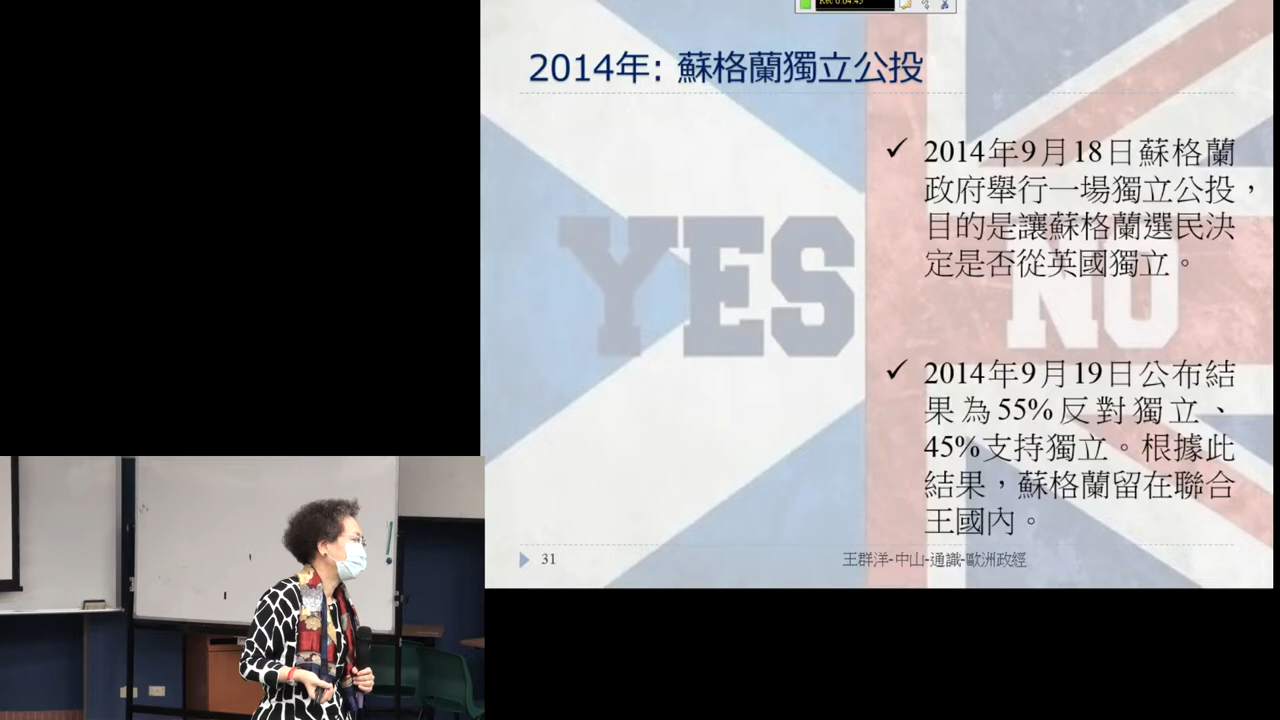 Rec 0:04:45
2014年: 蘇格蘭獨立公投
✓ 2014年9月18日蘇格蘭
政府舉行一場獨立公投，
目的是讓蘇格蘭選民決
定是否從英國獨立。
YES
NO
✓ 2014年9月19日公布結
果為55%反對獨立、
45%支持獨立。根據此
結果，蘇格蘭留在聯合
王國內。
31
王群洋-中山-通識-歐洲政經